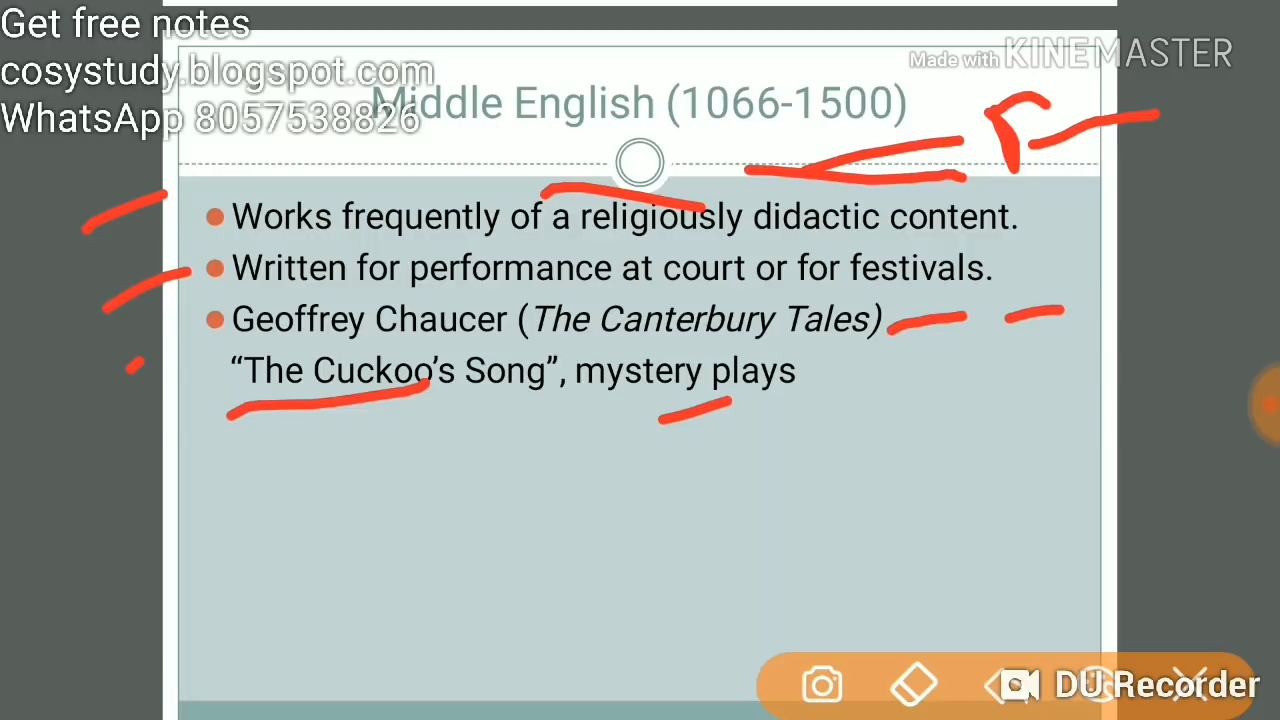 Get free notes
cosystudy.blogspot.com
WhatsApp 8057538826
Made with KINEMASTER
Middle English (1066-1500)
Works frequently of a religiously didactic content.
Written for performance at court or for festivals.
Geoffrey Chaucer (The Canterbury Tales)
“The Cuckoo’s Song”, mystery plays
DU Recorder